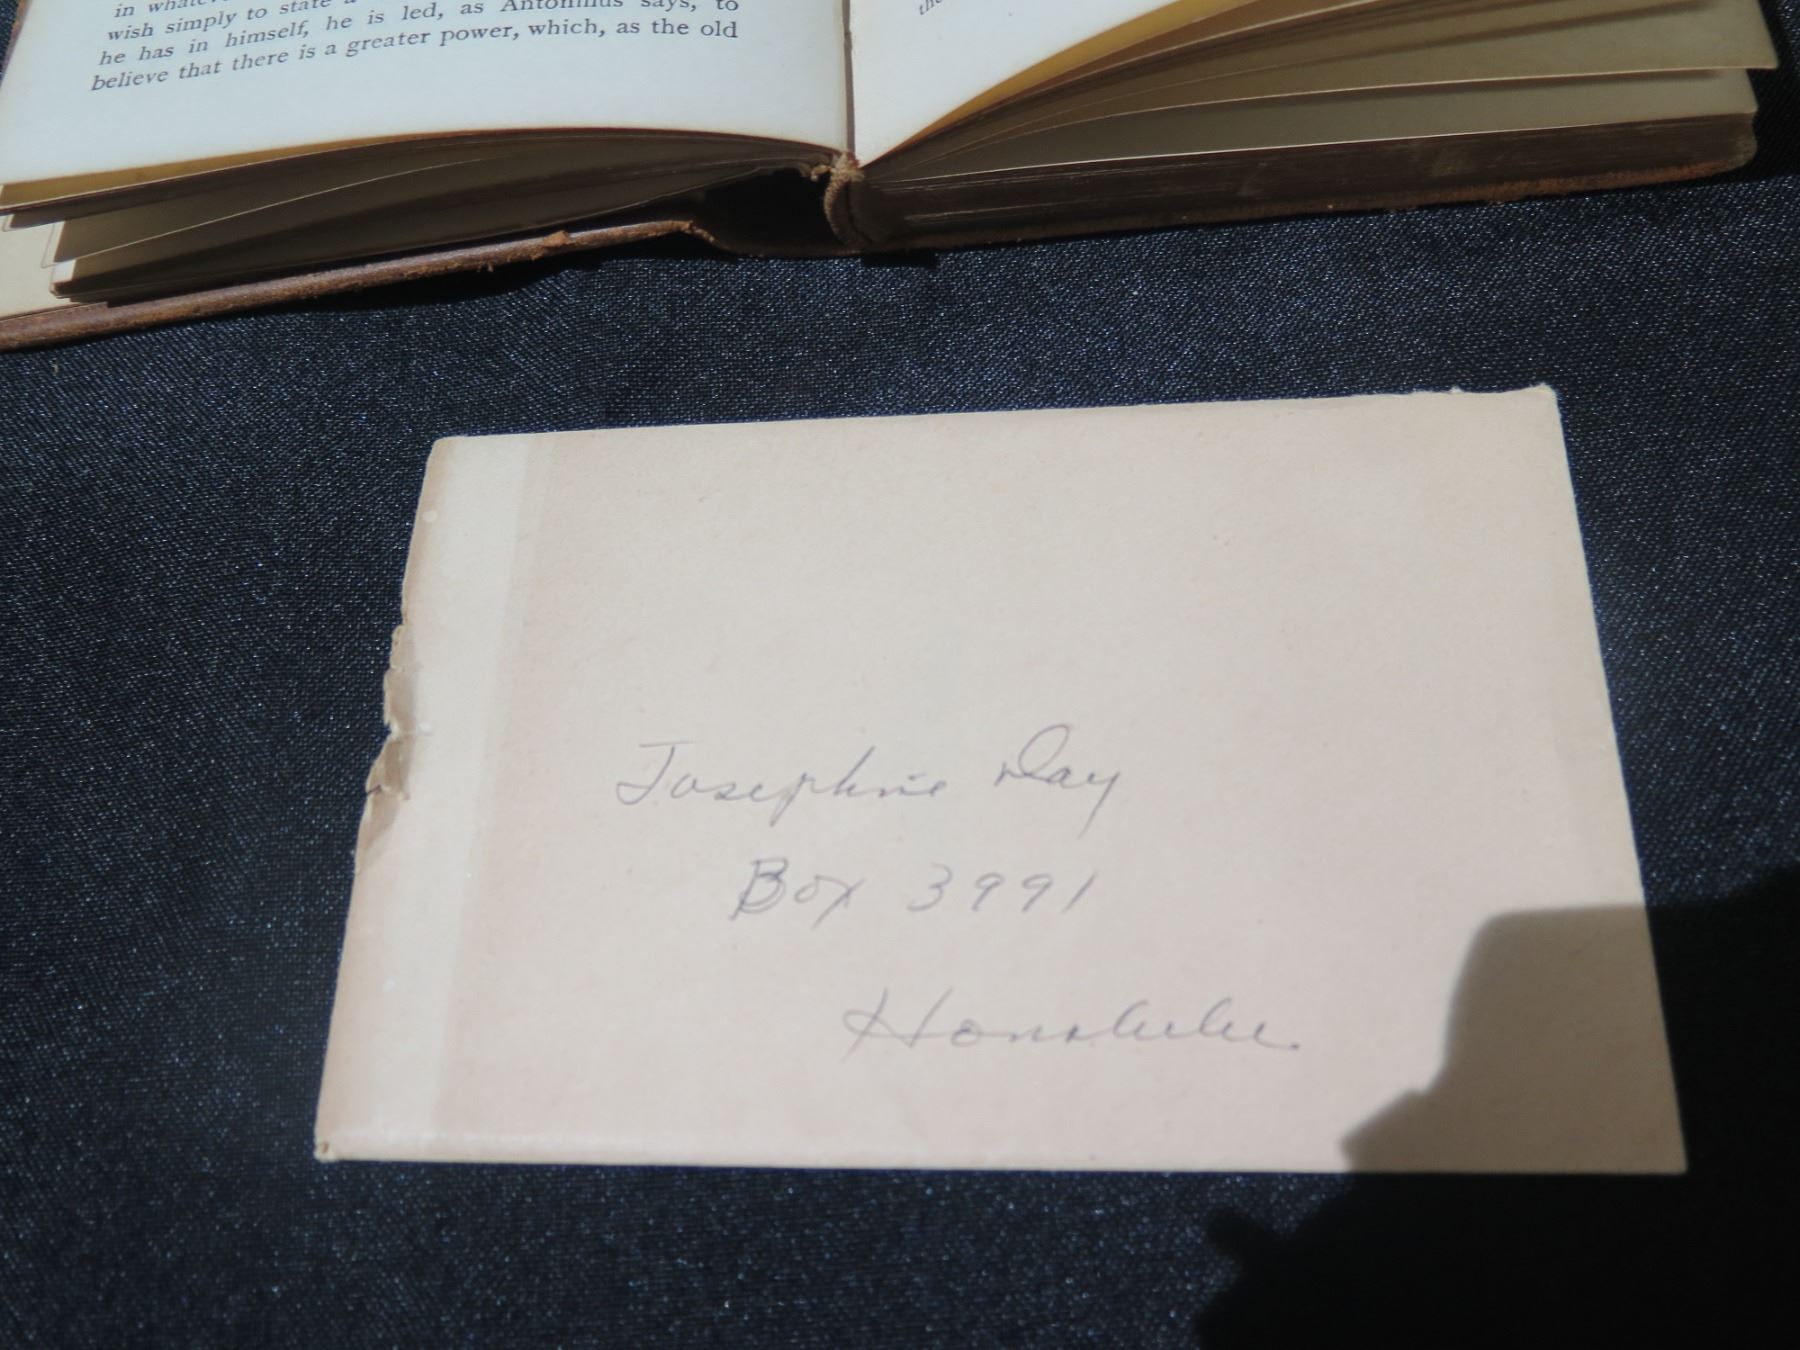 in
wish simply to state a
he has in himself, he is led, as Antoninus says, to
believe that there is a greater power, which, as the old
the
Josephine Day
Box 3991
Honolulu